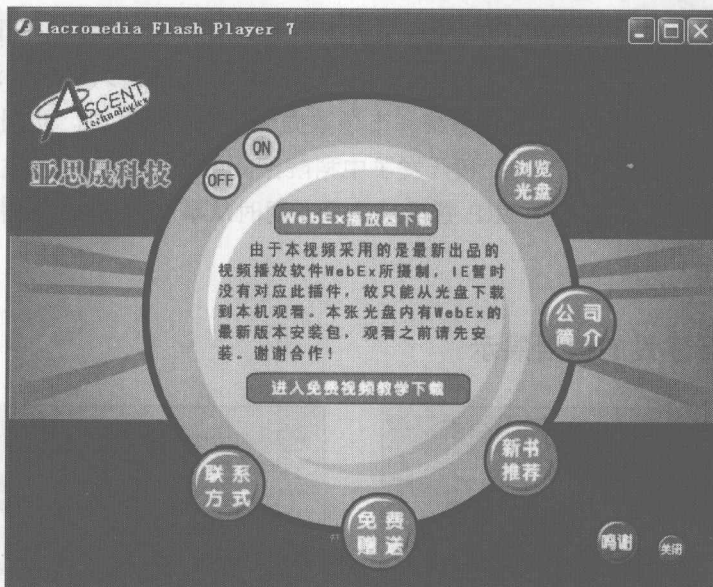 Macromedia Flash Player 7
ASCENT
Technologies
亚思晟科技
ON
OFF
浏览
光盘
WebEx播放器下载
由于本视频采用的是最新出品的
视频播放软件WebEx所摄制，IE暂时
没有对应此插件，故只能从光盘下载
到本机观看。本张光盘内有WebEx的
最新版本安装包，观看之前请先安
装。谢谢合作！
进入免费视频教学下载
公司
简介
新书
推荐
联系
方式
免费
赠送
鸣谢
关闭